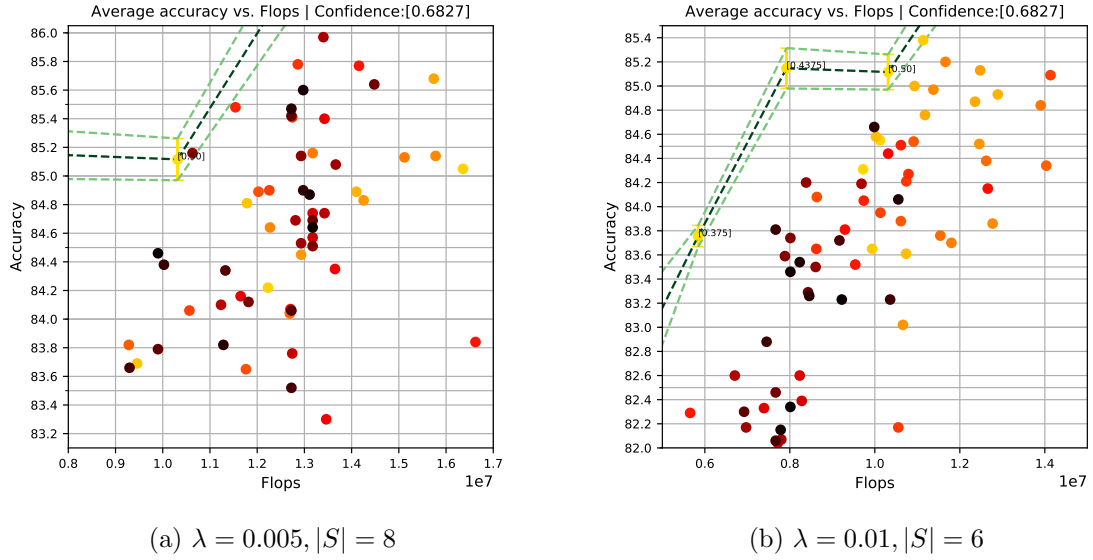 Average accuracy vs. Flops | Confidence:[0.6827]
86.0
85.6
85.2
85.0
84.8
84.6
84.4
84.2
84.0
83.8
83.6
83.4
83.2
Accuracy
[0.50]
0.8 0.9 1.0 1.1 1.2 1.3 1.4 1.5 1.6 1.7
Flops
1e7
(a) λ = 0.005, |S| = 8
Average accuracy vs. Flops | Confidence:[0.6827]
85.4
85.2
85.0
84.8
84.6
84.4
84.2
84.0
83.8
83.6
83.4
83.2
83.0
82.8
82.6
82.4
82.2
82.0
Accuracy
[0.4375]
[0.50]
[0.375]
0.6 0.8 1.0 1.2 1.4
Flops
1e7
(b) λ = 0.01, |S| = 6